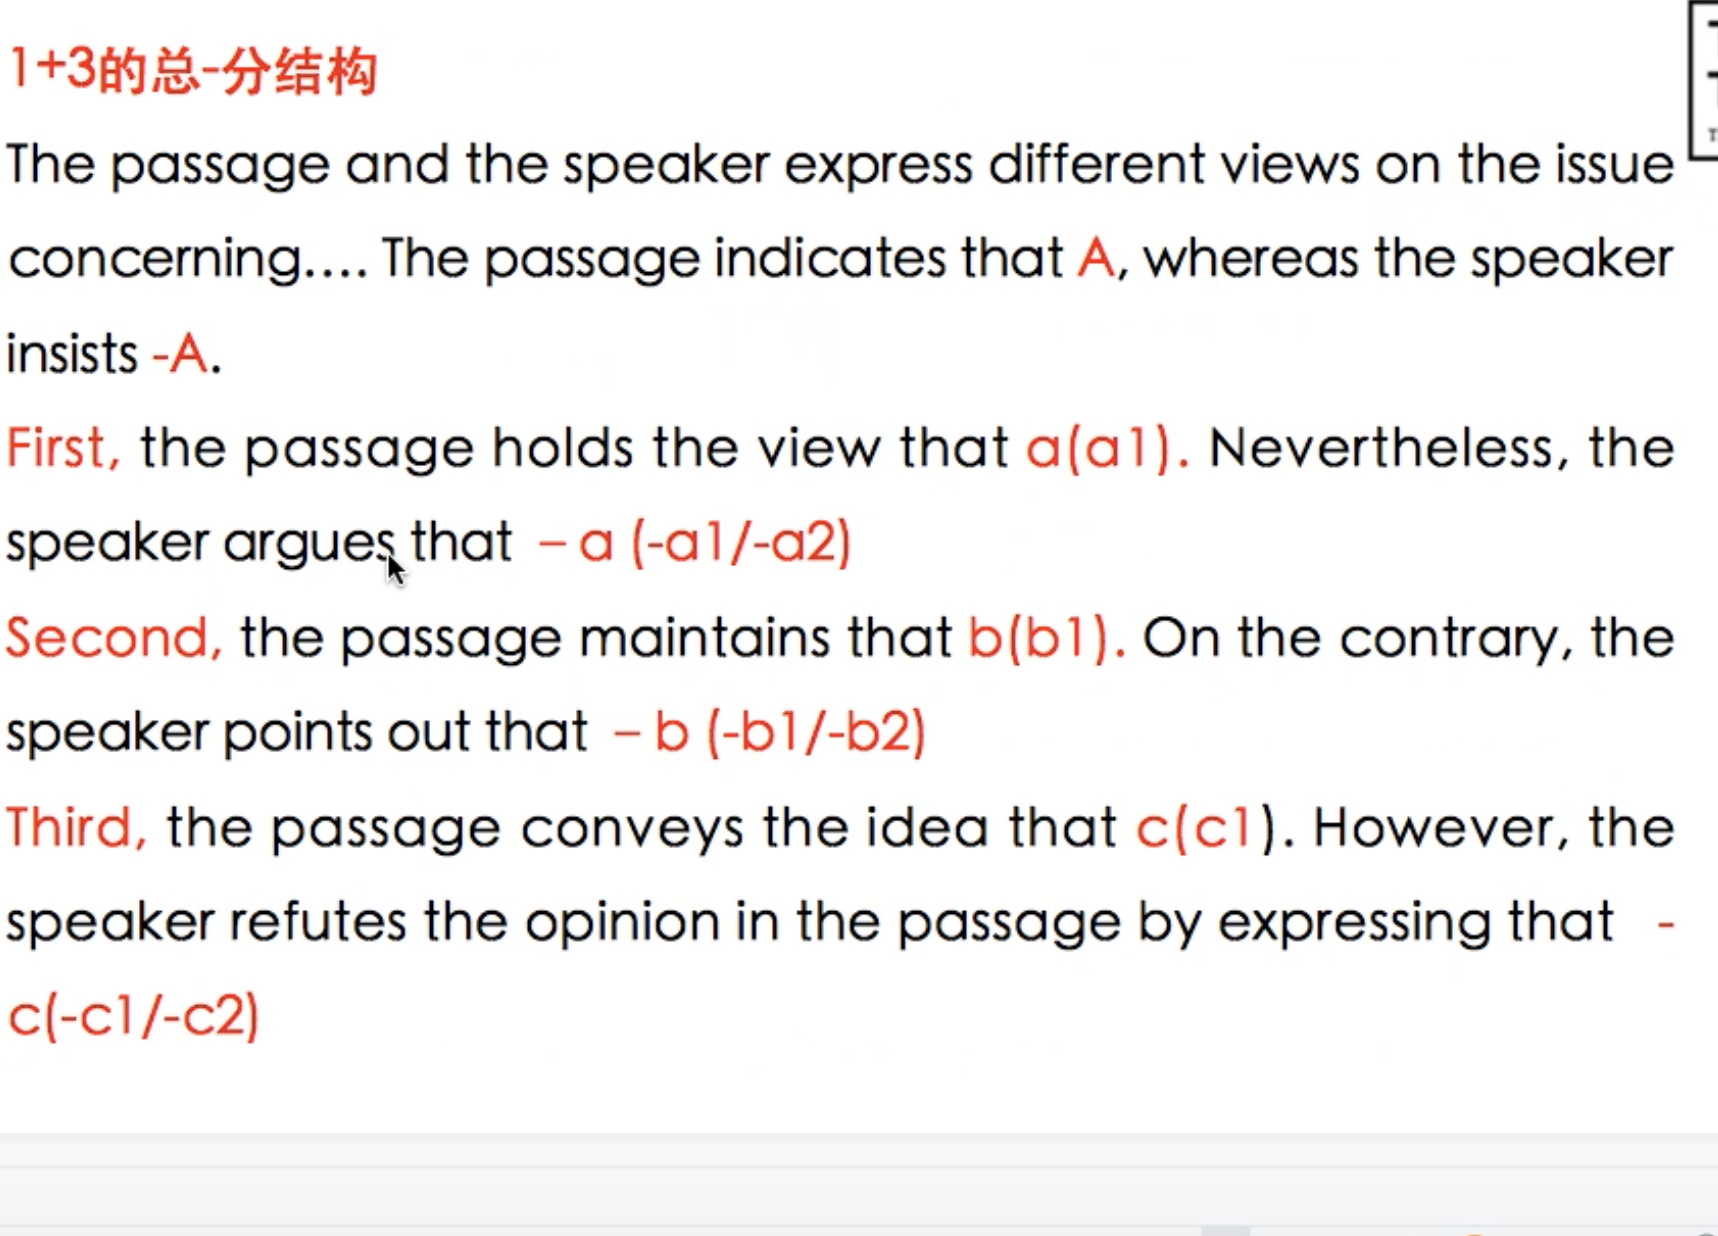 1+3的总-分结构
The passage and the speaker express different views on the issue
concerning.... The passage indicates that A, whereas the speaker
insists -A.
First, the passage holds the view that a(a1). Nevertheless, the
speaker argues that – a (-a1/-a2)
Second, the passage maintains that b(b1). On the contrary, the
speaker points out that – b (-b1/-b2)
Third, the passage conveys the idea that c(c1). However, the
speaker refutes the opinion in the passage by expressing that -
c(-c1/-c2)